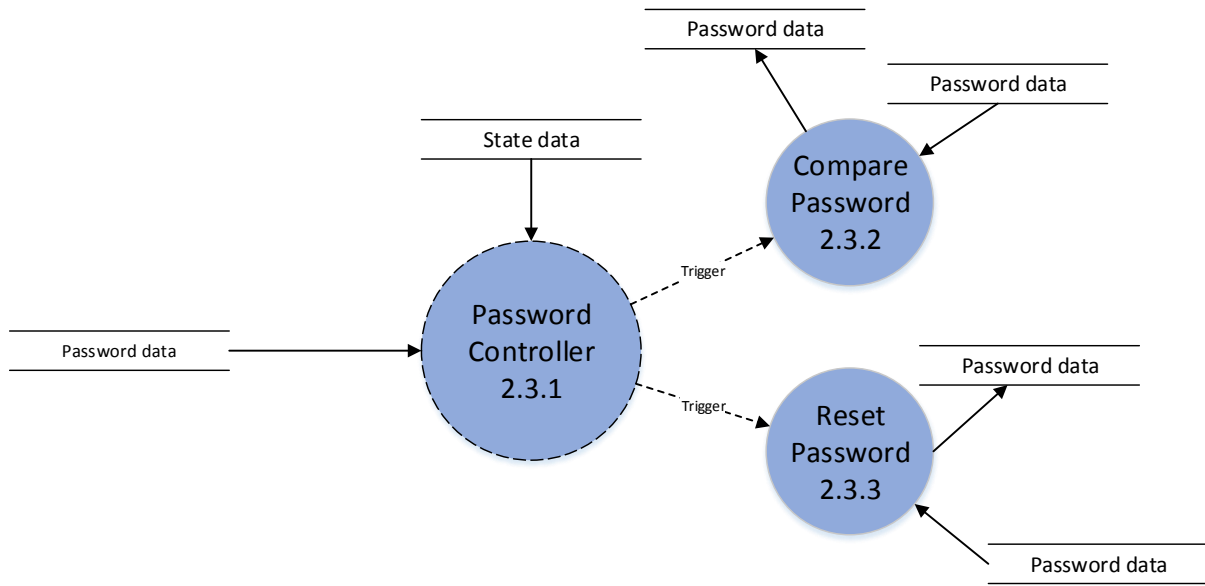 Password data
Password data
State data
Compare
Password
2.3.2
Trigger
Password
Controller
2.3.1
Password data
Password data
Trigger
Reset
Password
2.3.3
Password data